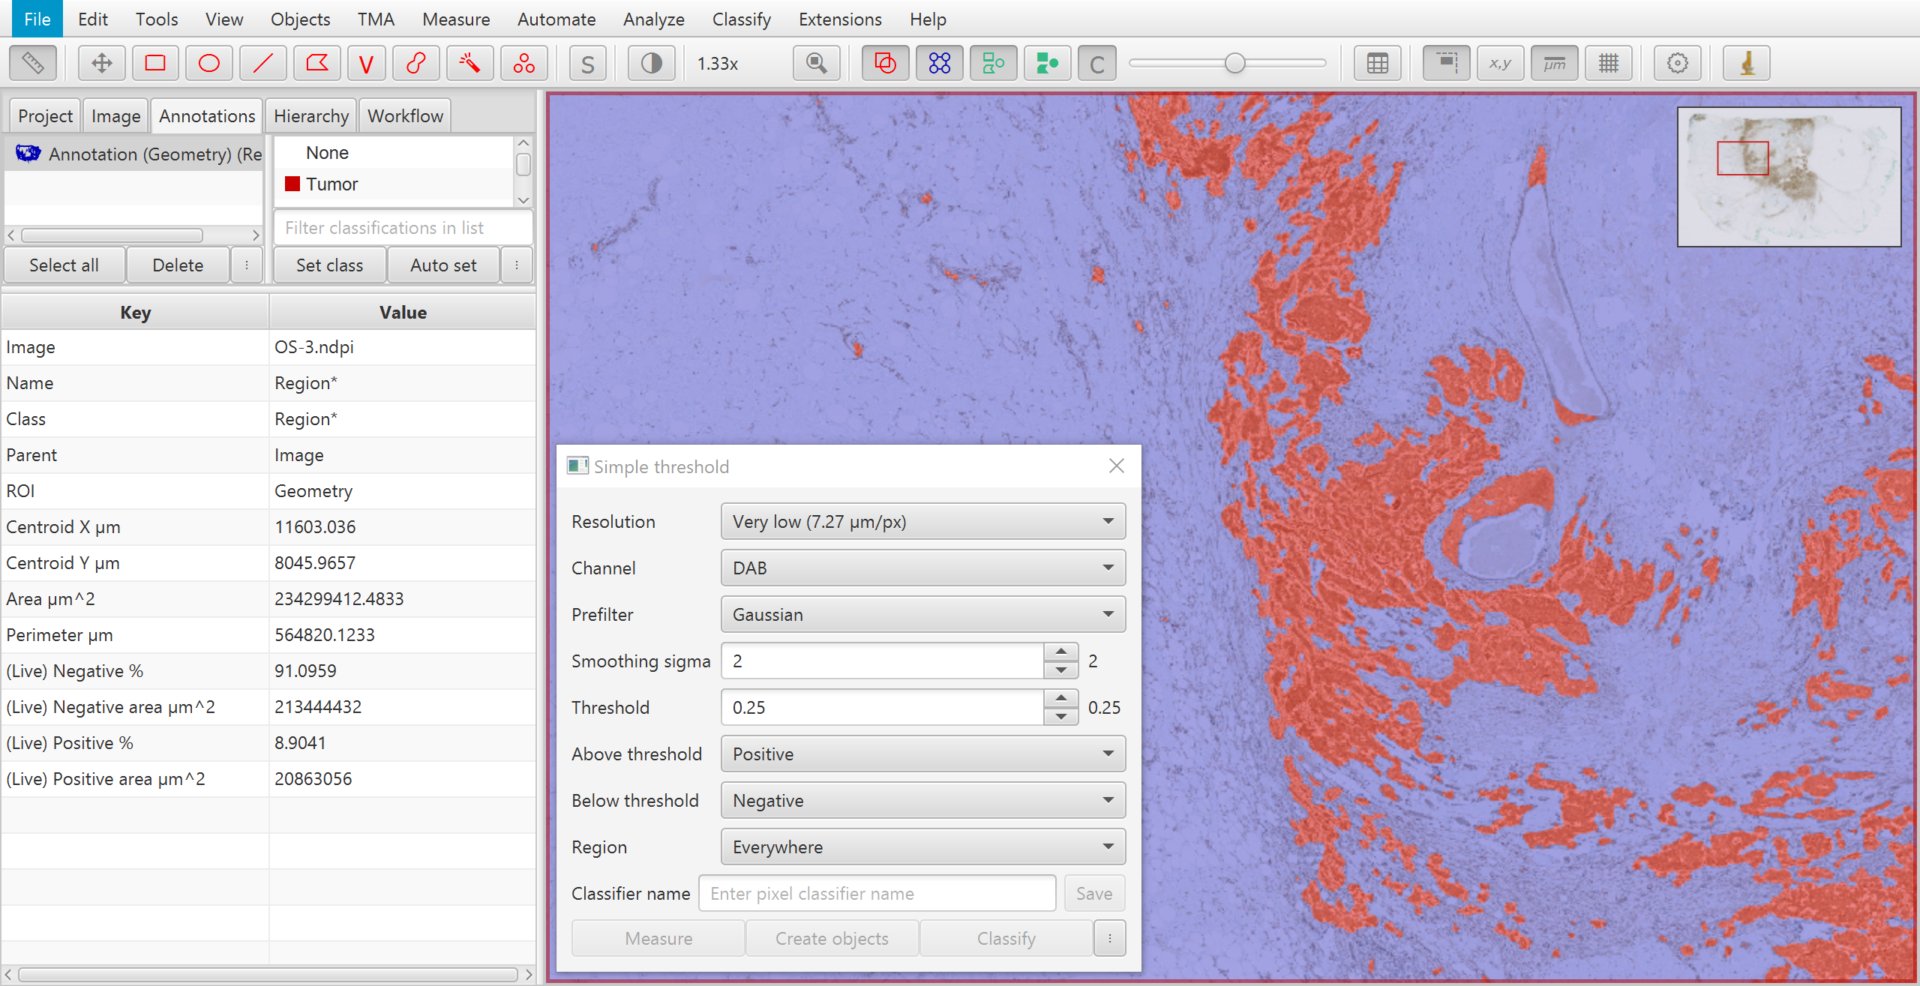 File Edit Tools View Objects TMA Measure Automate Analyze Classify Extensions Help
V S 1.33x C x,y µm
Project Image Annotations Hierarchy Workflow
Annotation (Geometry) (Re
None
Tumor
Filter classifications in list
Select all Delete Set class Auto set
Key Value
Image OS-3.ndpi
Name Region*
Class Region*
Parent Image
ROI Geometry
Centroid X µm 11603.036
Centroid Y µm 8045.9657
Area µm^2 234299412.4833
Perimeter µm 564820.1233
(Live) Negative % 91.0959
(Live) Negative area µm^2 213444432
(Live) Positive % 8.9041
(Live) Positive area µm^2 20863056
Simple threshold
Resolution Very low (7.27 µm/px)
Channel DAB
Prefilter Gaussian
Smoothing sigma 2 2
Threshold 0.25 0.25
Above threshold Positive
Below threshold Negative
Region Everywhere
Classifier name Enter pixel classifier name Save
Measure Create objects Classify